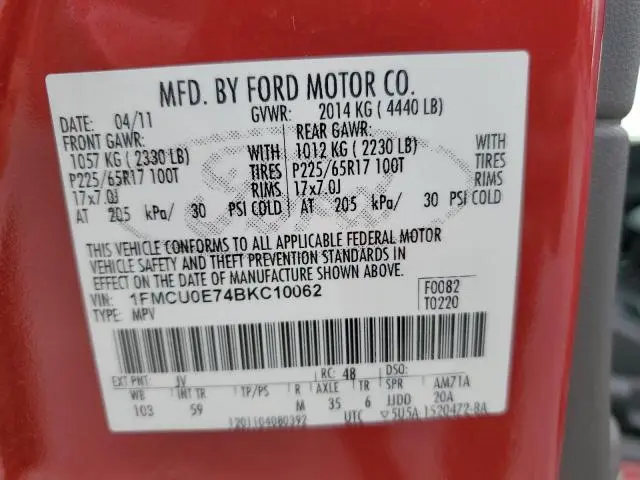 MFD. BY FORD MOTOR CO.
DATE: 04/11 GVWR: 2014 KG ( 4440 LB)
FRONT GAWR: REAR GAWR:
1057 KG ( 2330 LB) WITH 1012 KG ( 2230 LB) WITH
P225/65R17 100T TIRES P225/65R17 100T TIRES
17x7.0J RIMS 17x7.0J RIMS
AT 205 kPa/ 30 PSI COLD AT 205 kPa/ 30 PSI COLD
THIS VEHICLE CONFORMS TO ALL APPLICABLE FEDERAL MOTOR
VEHICLE SAFETY AND THEFT PREVENTION STANDARDS IN
EFFECT ON THE DATE OF MANUFACTURE SHOWN ABOVE.
VIN: 1FMCU0E74BKC10062 F0082
TYPE: MPV T0220
EXT PNT: JV RC: 48 DSO:
WB INT TR TP/PS R AXLE TR SPR AM71A
103 59 M 35 6 JJDD 20A
1201104080392 UTC ▽5U5A-1520472-BA